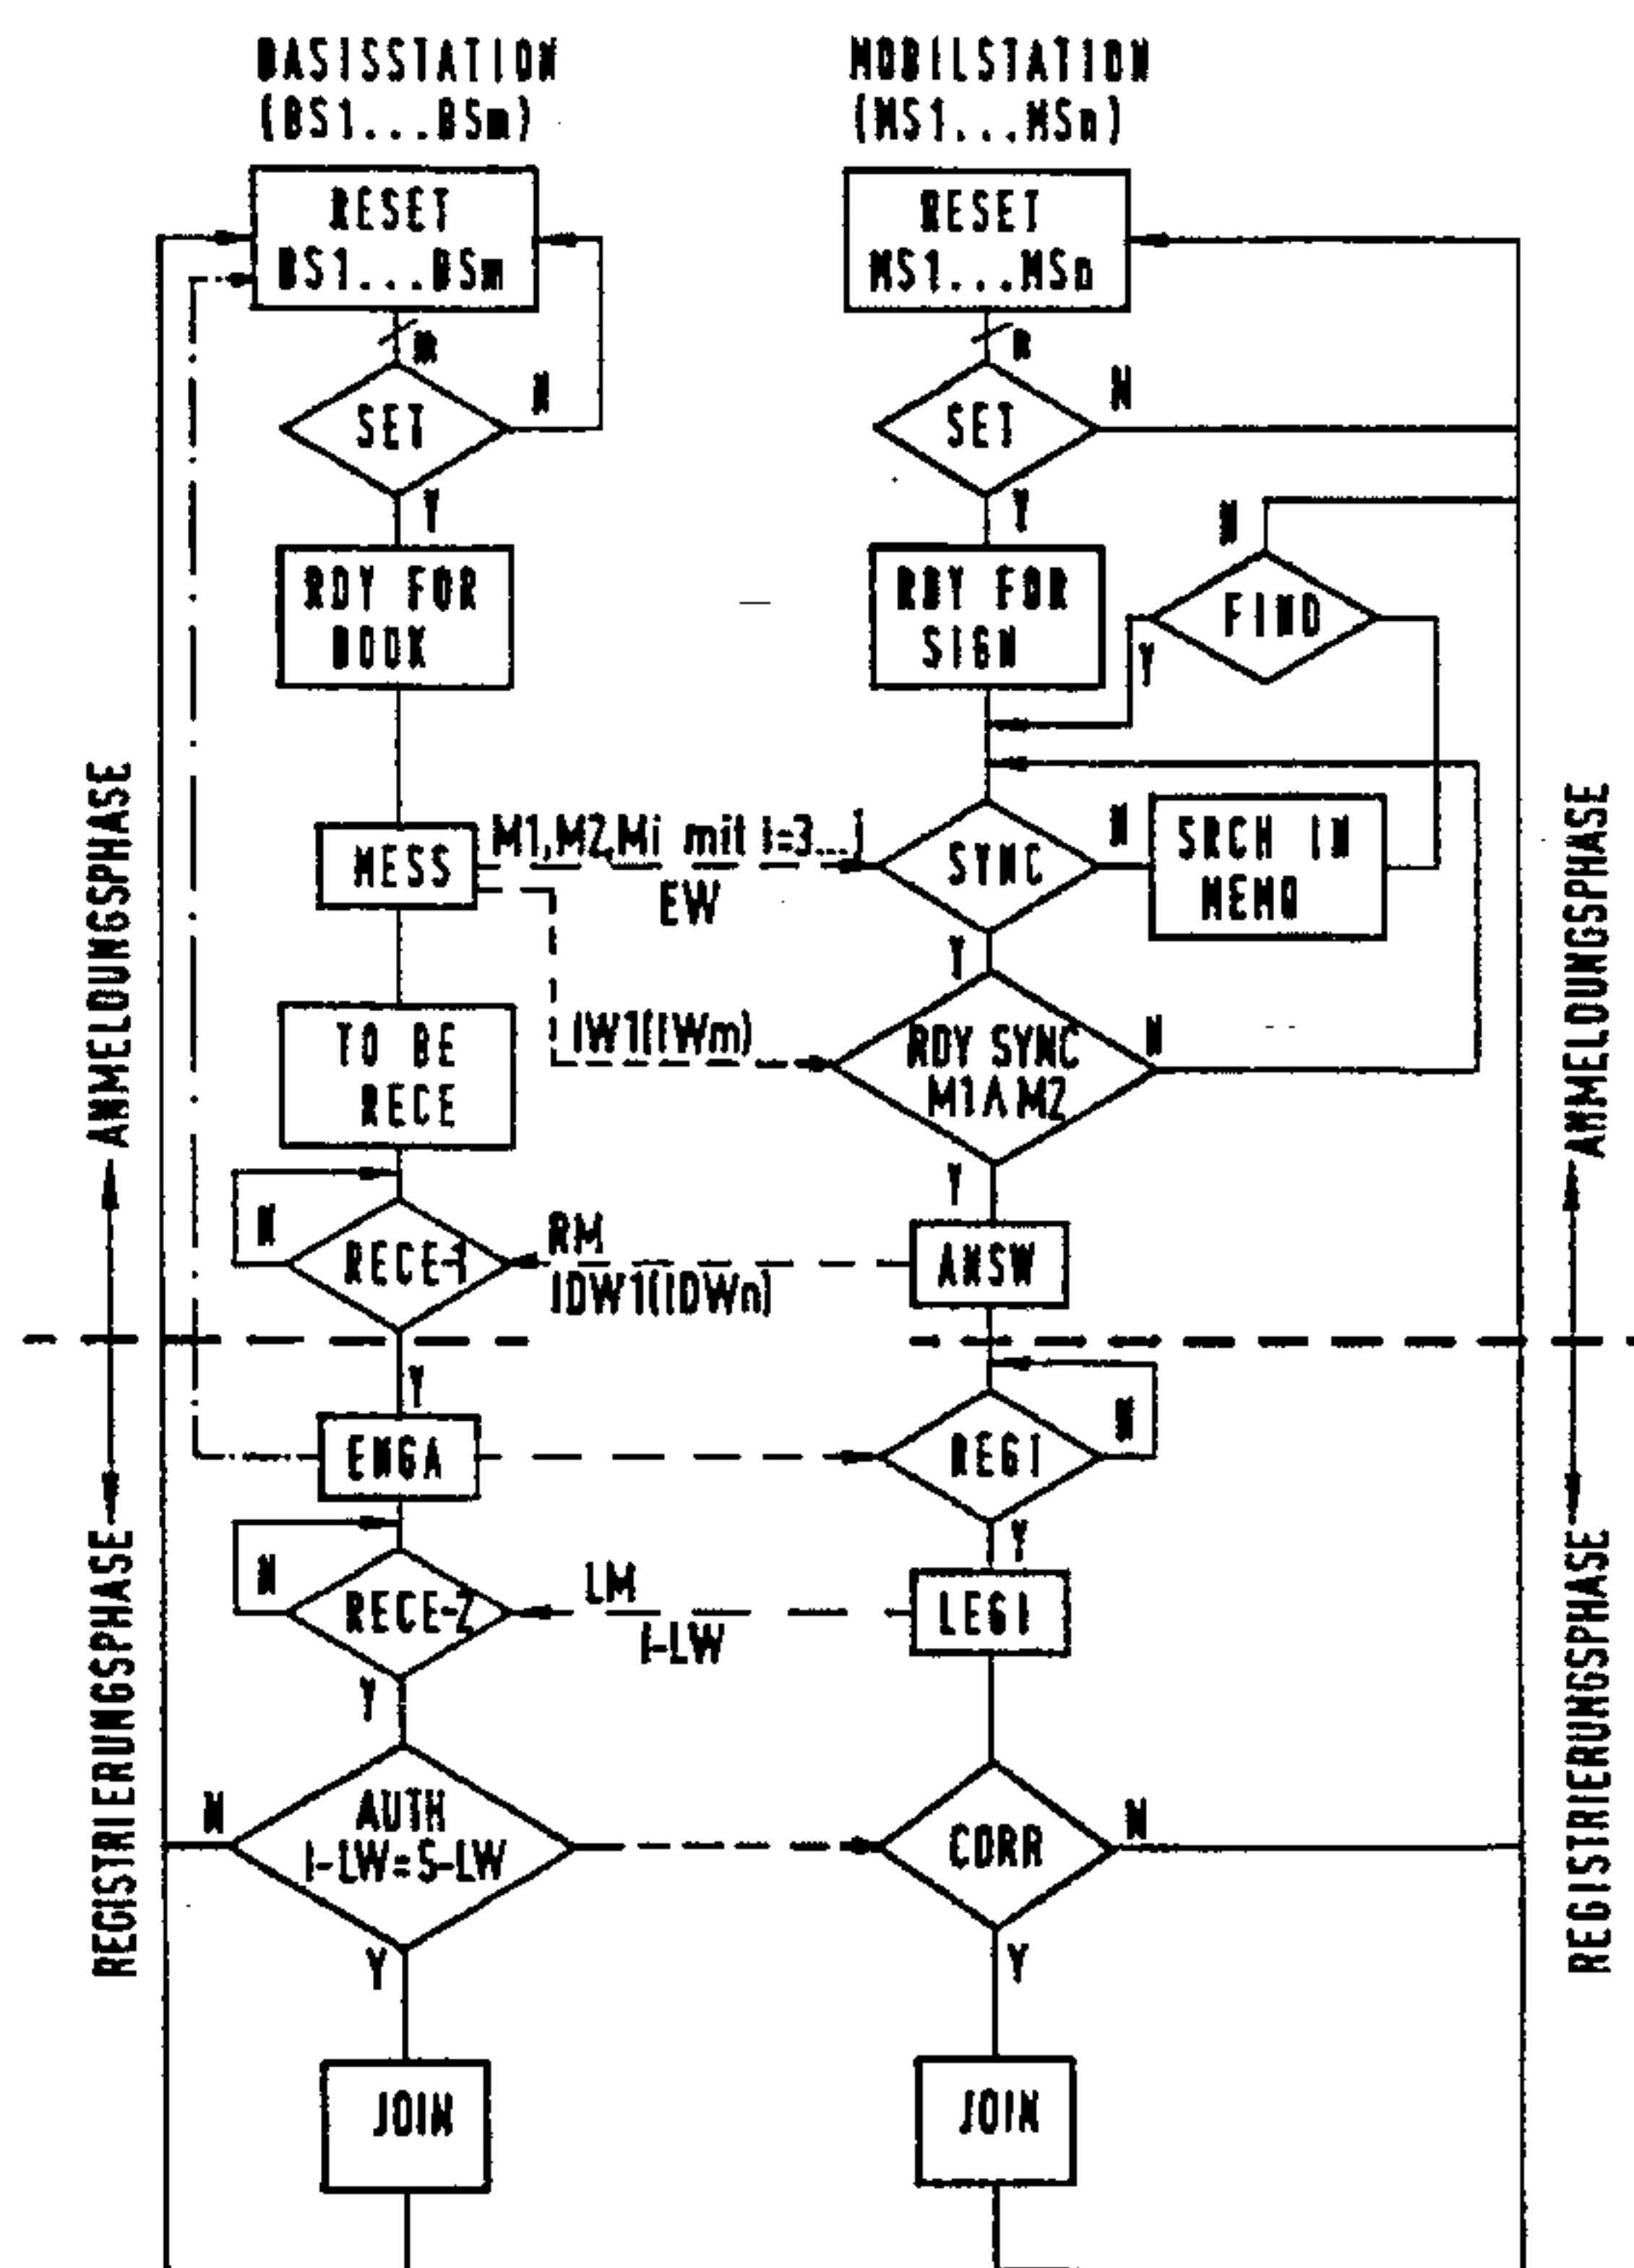 BASISSTATION
(BS1...BSm)
MOBILSTATION
(MS1...MSn)
RESET
BS1...BSm
RESET
MS1...MSn
m
N
SET
Y
N
SET
Y
RDY FOR
BOOK
RDY FOR
SIGN
N
FIND
Y
MESS
M1,M2,Mi mit i=3...j
EW
SYNC
N
SRCH IN
MEMO
Y
TO BE
RECE
IW1(IWm)
RDY SYNC
M1ΛM2
N
Y
N
RECE-1
RM
IDW1(IDWn)
ANSW
Y
ENGA
REGI
N
Y
N
RECE-2
LM
I-LW
LEGI
Y
N
AUTH
I-LW=S-LW
CORR
N
Y
Y
JOIN
JOIN
ANMELDUNGSPHASE
REGISTRIERUNGSPHASE
ANMELDUNGSPHASE
REGISTRIERUNGSPHASE